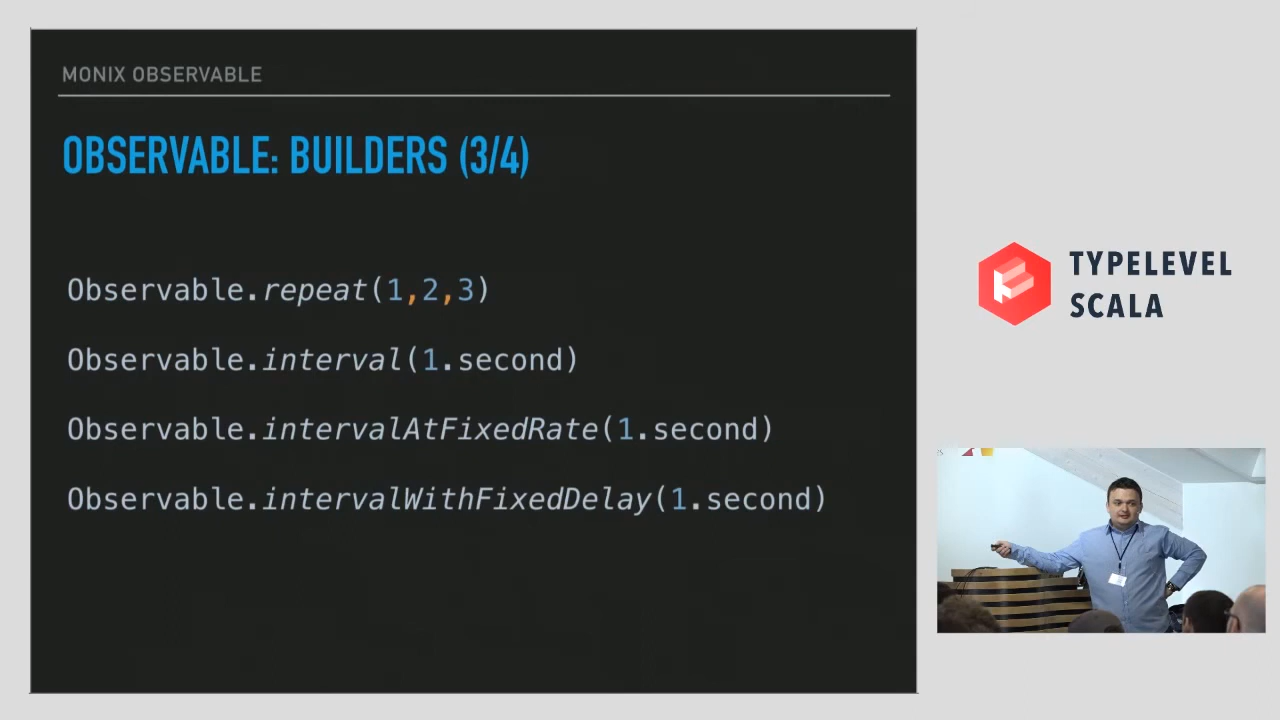 MONIX OBSERVABLE
OBSERVABLE: BUILDERS (3/4)
Observable.repeat(1,2,3)
Observable.interval(1.second)
Observable.intervalAtFixedRate(1.second)
Observable.intervalWithFixedDelay(1.second)
TYPELEVEL
SCALA